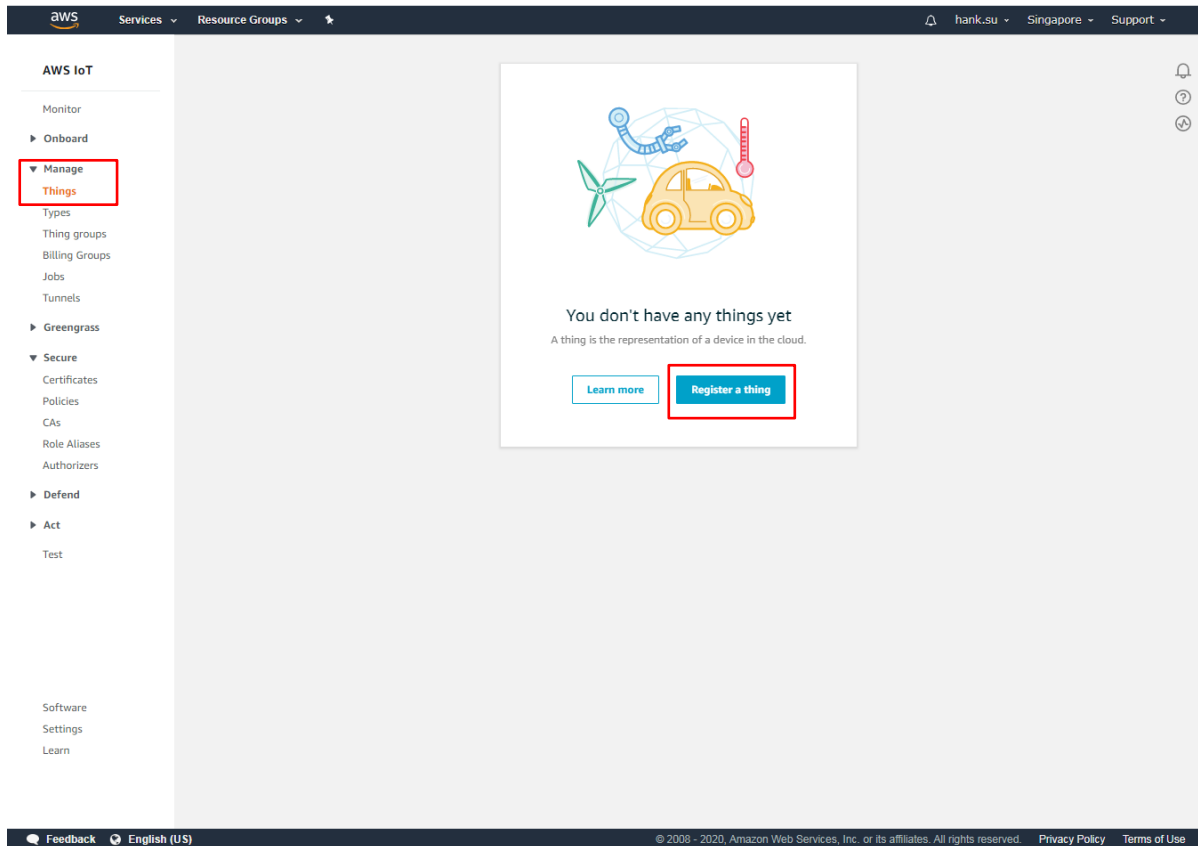 aws Services Resource Groups hank.su Singapore Support
AWS IoT
Monitor
Onboard
Manage
Things
Types
Thing groups
Billing Groups
Jobs
Tunnels
Greengrass
Secure
Certificates
Policies
CAs
Role Aliases
Authorizers
Defend
Act
Test
Software
Settings
Learn
You don't have any things yet
A thing is the representation of a device in the cloud.
Learn more Register a thing
Feedback English (US) © 2008 - 2020, Amazon Web Services, Inc. or its affiliates. All rights reserved. Privacy Policy Terms of Use